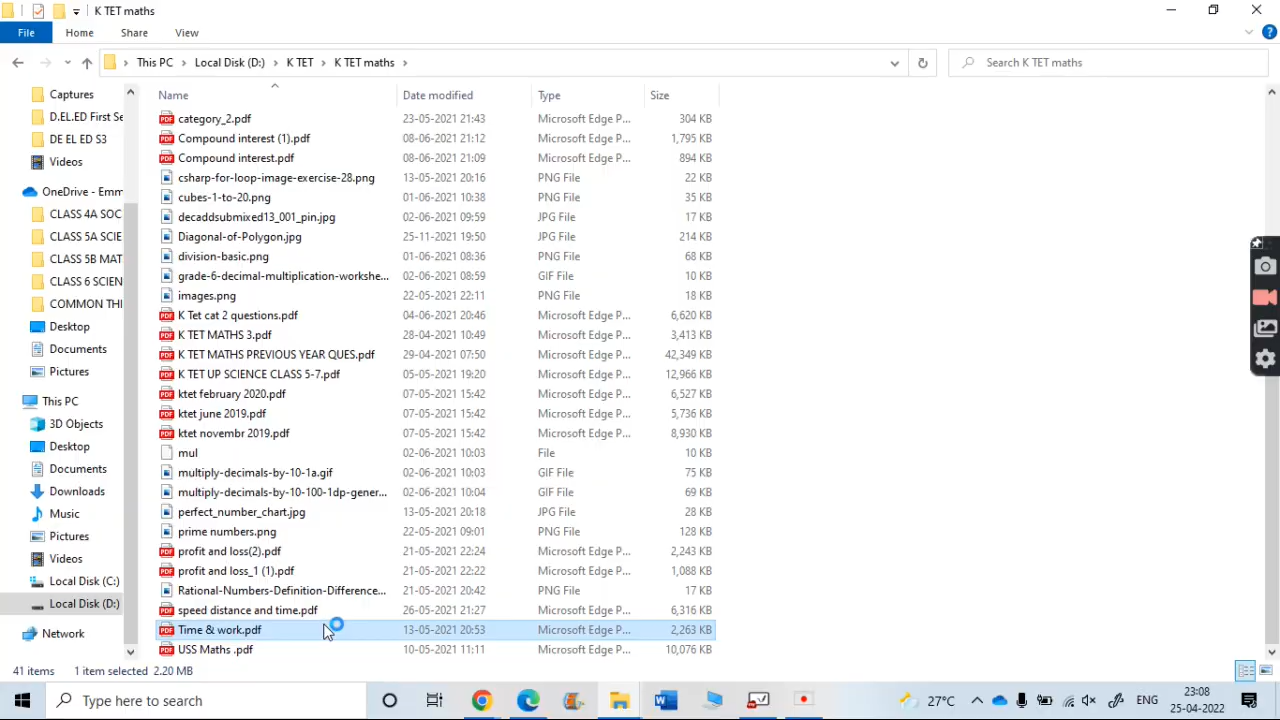 K TET maths
File Home Share View
This PC Local Disk (D:) K TET K TET maths
Search K TET maths
Name Date modified Type Size
Captures
D.EL.ED First Se
DE EL ED S3
Videos
OneDrive - Emm
CLASS 4A SOC
CLASS 5A SCIE
CLASS 5B MAT
CLASS 6 SCIEN
COMMON THI
Desktop
Documents
Pictures
This PC
3D Objects
Desktop
Documents
Downloads
Music
Pictures
Videos
Local Disk (C:)
Local Disk (D:)
Network
category_2.pdf 23-05-2021 21:43 Microsoft Edge P... 304 KB
Compound interest (1).pdf 08-06-2021 21:12 Microsoft Edge P... 1,795 KB
Compound interest.pdf 08-06-2021 21:09 Microsoft Edge P... 894 KB
csharp-for-loop-image-exercise-28.png 13-05-2021 20:16 PNG File 22 KB
cubes-1-to-20.png 01-06-2021 10:38 PNG File 35 KB
decaddsubmixed13_001_pin.jpg 02-06-2021 09:59 JPG File 17 KB
Diagonal-of-Polygon.jpg 25-11-2021 19:50 JPG File 214 KB
division-basic.png 01-06-2021 08:36 PNG File 68 KB
grade-6-decimal-multiplication-workshe... 02-06-2021 08:59 GIF File 10 KB
images.png 22-05-2021 22:11 PNG File 18 KB
K Tet cat 2 questions.pdf 04-06-2021 20:46 Microsoft Edge P... 6,620 KB
K TET MATHS 3.pdf 28-04-2021 10:49 Microsoft Edge P... 3,413 KB
K TET MATHS PREVIOUS YEAR QUES.pdf 29-04-2021 07:50 Microsoft Edge P... 42,349 KB
K TET UP SCIENCE CLASS 5-7.pdf 05-05-2021 19:20 Microsoft Edge P... 12,966 KB
ktet february 2020.pdf 07-05-2021 15:42 Microsoft Edge P... 6,527 KB
ktet june 2019.pdf 07-05-2021 15:42 Microsoft Edge P... 5,736 KB
ktet novembr 2019.pdf 07-05-2021 15:42 Microsoft Edge P... 8,930 KB
mul 02-06-2021 10:03 File 10 KB
multiply-decimals-by-10-1a.gif 02-06-2021 10:03 GIF File 75 KB
multiply-decimals-by-10-100-1dp-gener... 02-06-2021 10:04 GIF File 69 KB
perfect_number_chart.jpg 13-05-2021 20:18 JPG File 28 KB
prime numbers.png 22-05-2021 09:01 PNG File 128 KB
profit and loss(2).pdf 21-05-2021 22:24 Microsoft Edge P... 2,243 KB
profit and loss_1 (1).pdf 21-05-2021 22:22 Microsoft Edge P... 1,088 KB
Rational-Numbers-Definition-Difference... 21-05-2021 20:42 PNG File 17 KB
speed distance and time.pdf 26-05-2021 21:27 Microsoft Edge P... 6,316 KB
Time & work.pdf 13-05-2021 20:53 Microsoft Edge P... 2,263 KB
USS Maths .pdf 10-05-2021 11:11 Microsoft Edge P... 10,076 KB
41 items 1 item selected 2.20 MB
Type here to search
27°C ENG 23:08
25-04-2022